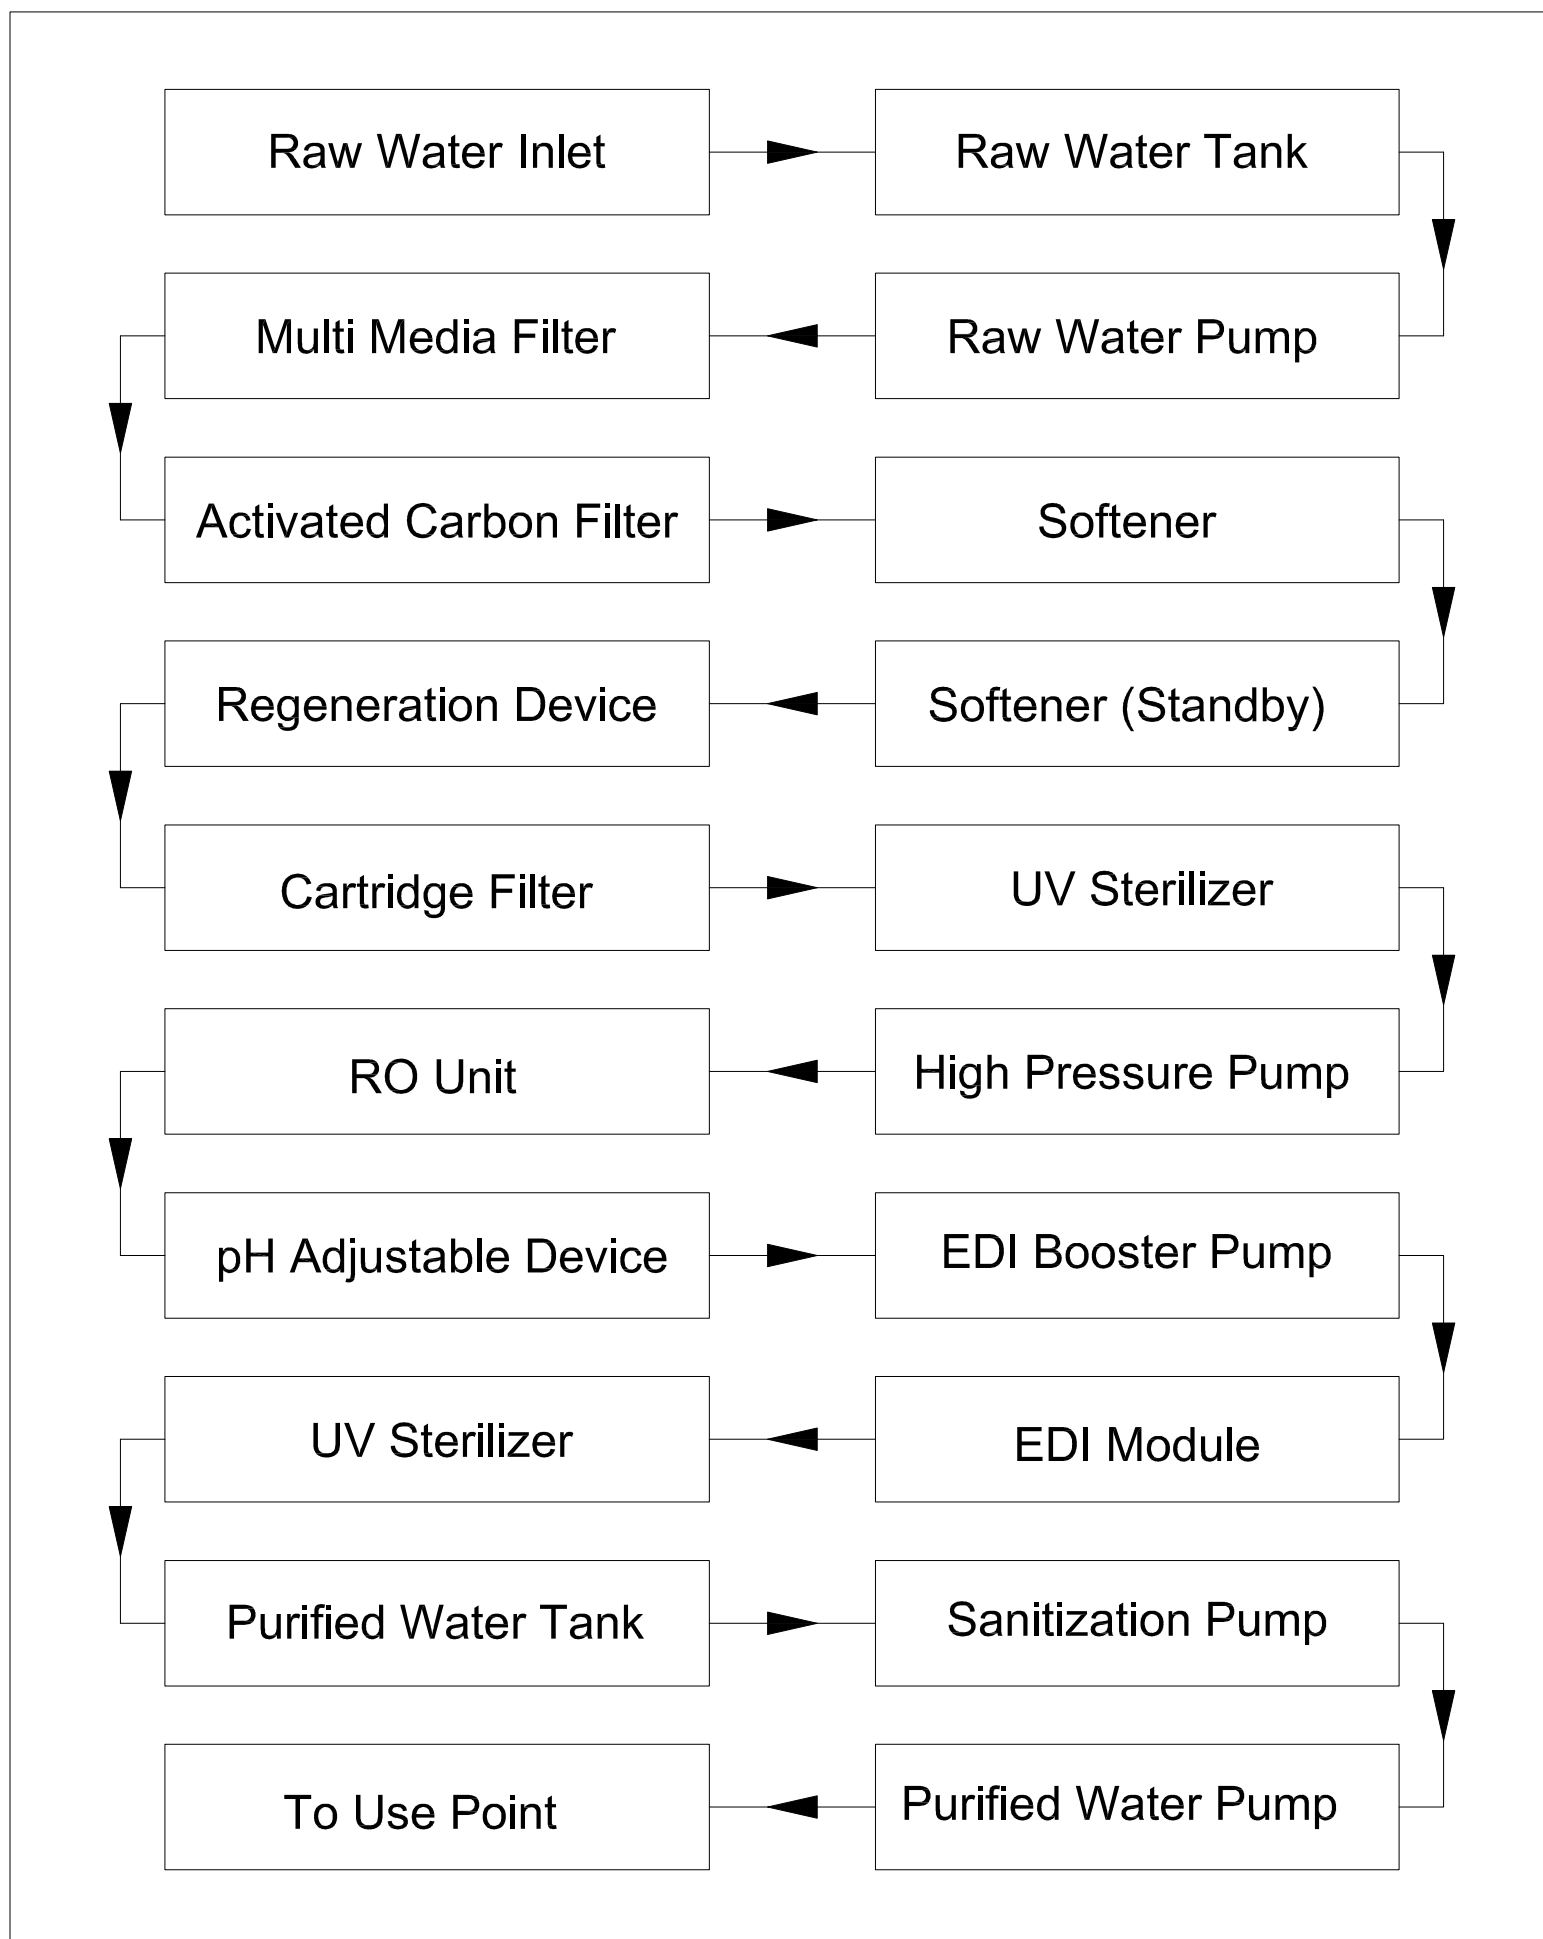 Raw Water Inlet
Raw Water Tank
Raw Water Pump
Multi Media Filter
Activated Carbon Filter
Softener
Softener (Standby)
Regeneration Device
Cartridge Filter
UV Sterilizer
High Pressure Pump
RO Unit
pH Adjustable Device
EDI Booster Pump
EDI Module
UV Sterilizer
Purified Water Tank
Sanitization Pump
Purified Water Pump
To Use Point